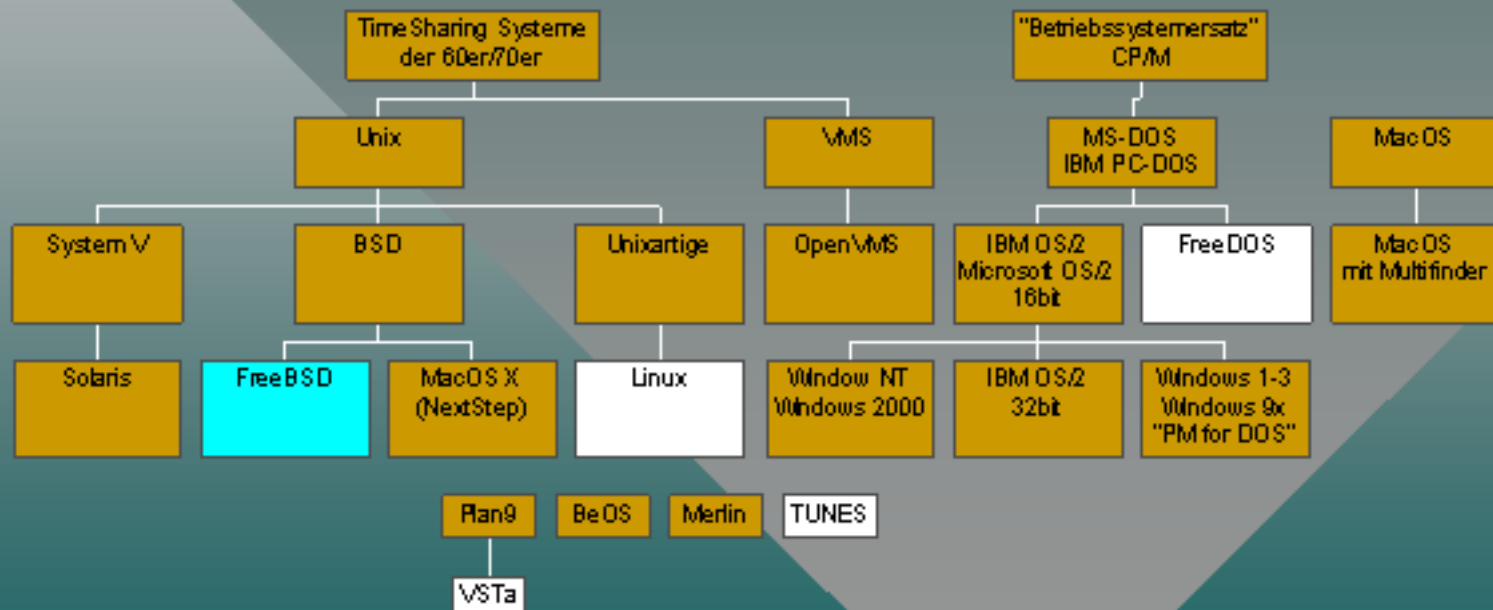 TimeSharing Systeme
der 60er/70er
"Betriebssystemersatz"
CP/M
Unix
VMS
MS-DOS
IBM PC-DOS
MacOS
System V
BSD
Unixartige
OpenVMS
IBM OS/2
Microsoft OS/2
16bit
FreeDOS
MacOS
mit Multifinder
Solaris
FreeBSD
MacOS X
(NextStep)
Linux
Window NT
Windows 2000
IBM OS/2
32bit
Windows 1-3
Windows 9x
"PM for DOS"
Plan9
BeOS
Merlin
TUNES
VSTa